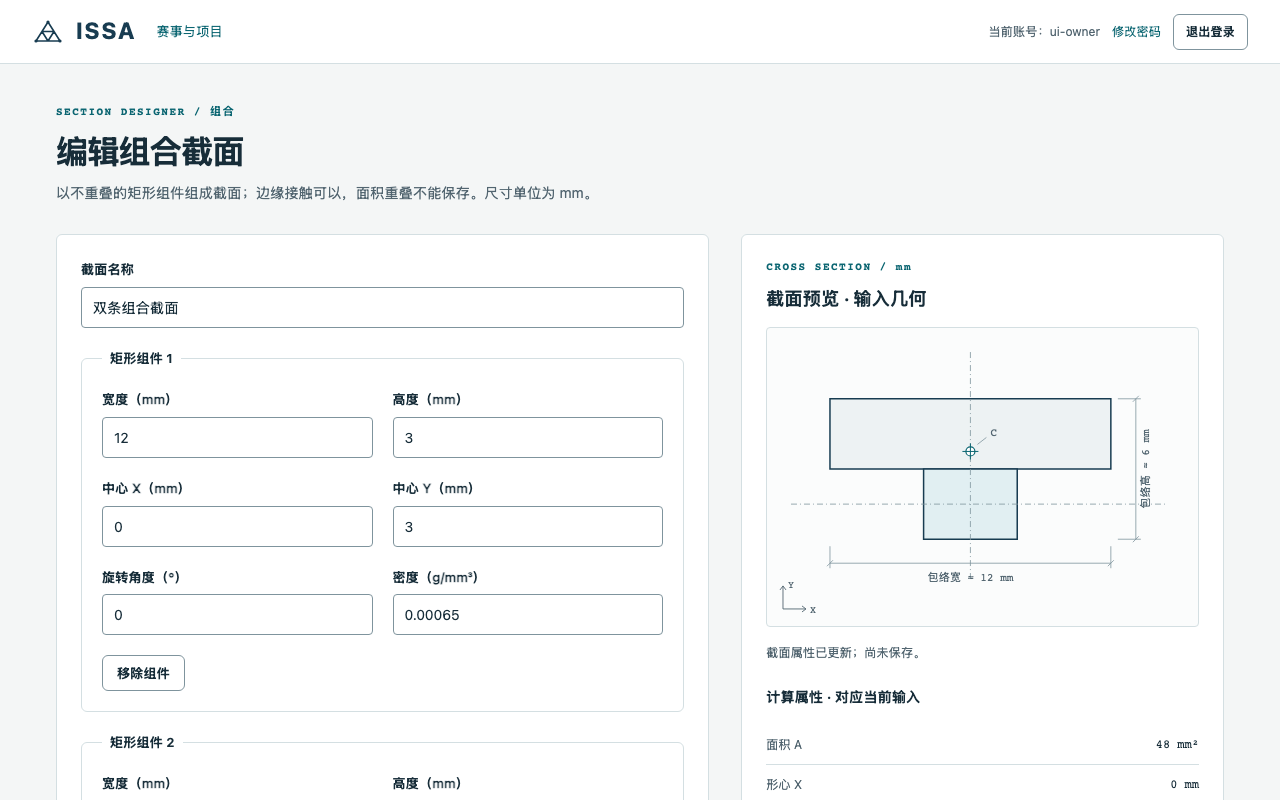 ISSA 赛事与项目 当前账号：ui-owner 修改密码 退出登录
SECTION DESIGNER / 组合
编辑组合截面
以不重叠的矩形组件组成截面；边缘接触可以，面积重叠不能保存。尺寸单位为 mm。
截面名称
双条组合截面
矩形组件 1
宽度（mm） 高度（mm）
12 3
中心 X（mm） 中心 Y（mm）
0 3
旋转角度（°） 密度（g/mm³）
0 0.00065
移除组件
矩形组件 2
宽度（mm） 高度（mm）
CROSS SECTION / mm
截面预览 · 输入几何
C
包络高 = 6 mm
包络宽 = 12 mm
Y
X
截面属性已更新；尚未保存。
计算属性 · 对应当前输入
面积 A 48 mm²
形心 X 0 mm